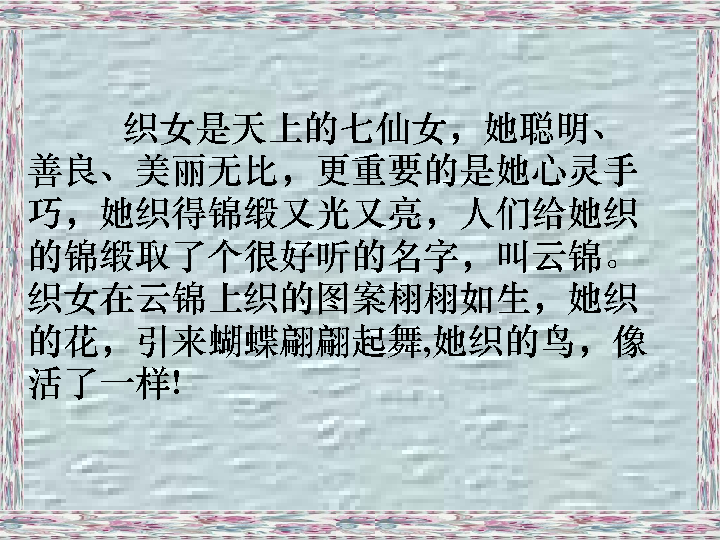 织女是天上的七仙女，她聪明、
善良、美丽无比，更重要的是她心灵手
巧，她织得锦缎又光又亮，人们给她织
的锦缎取了个很好听的名字，叫云锦。
织女在云锦上织的图案栩栩如生，她织
的花，引来蝴蝶翩翩起舞,她织的鸟，像
活了一样!